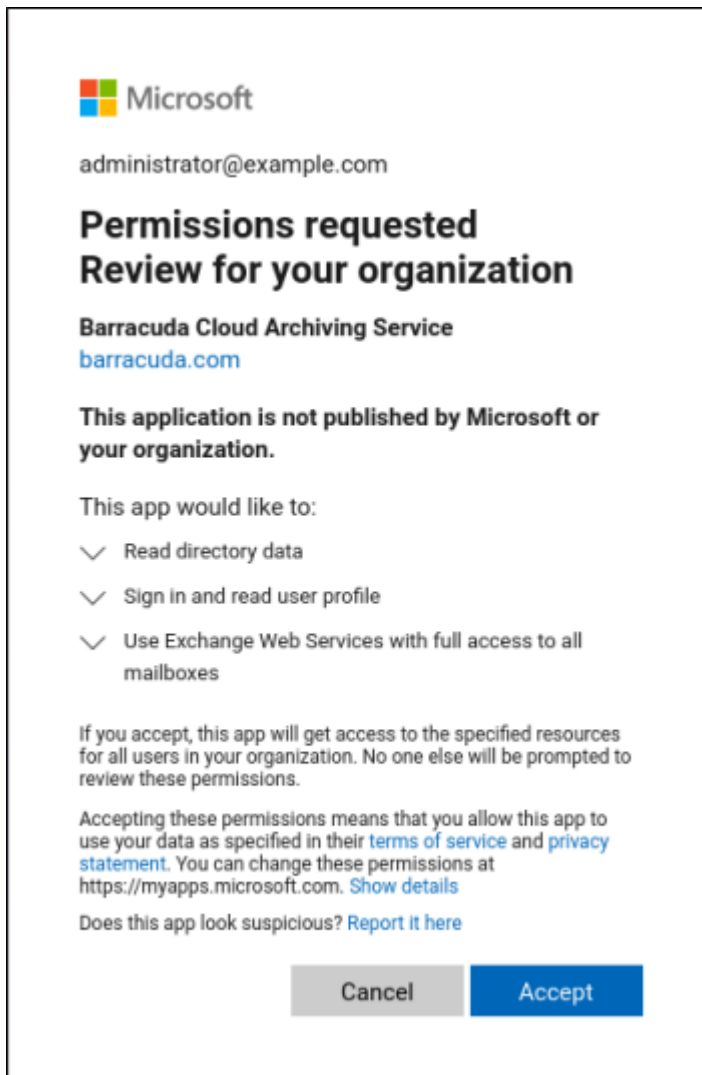 Microsoft
administrator@example.com
Permissions requested
Review for your organization
Barracuda Cloud Archiving Service
barracuda.com
This application is not published by Microsoft or
your organization.
This app would like to:
Read directory data
Sign in and read user profile
Use Exchange Web Services with full access to all
mailboxes
If you accept, this app will get access to the specified resources
for all users in your organization. No one else will be prompted to
review these permissions.
Accepting these permissions means that you allow this app to
use your data as specified in their terms of service and privacy
statement. You can change these permissions at
https://myapps.microsoft.com. Show details
Does this app look suspicious? Report it here
Cancel Accept